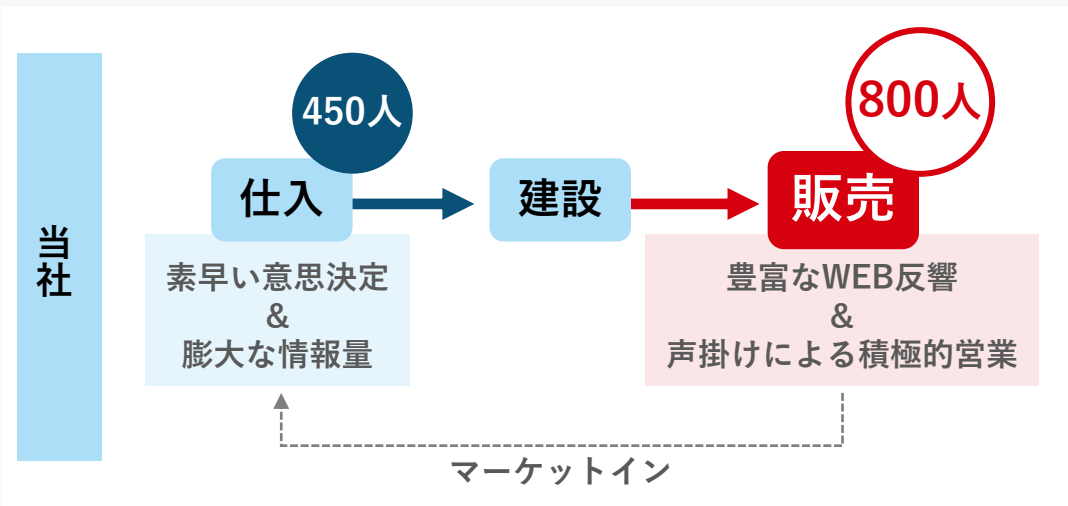 当社
450人
仕入
素早い意思決定
&
膨大な情報量
建設
800人
販売
豊富なWEB反響
&
声掛けによる積極的営業
マーケットイン